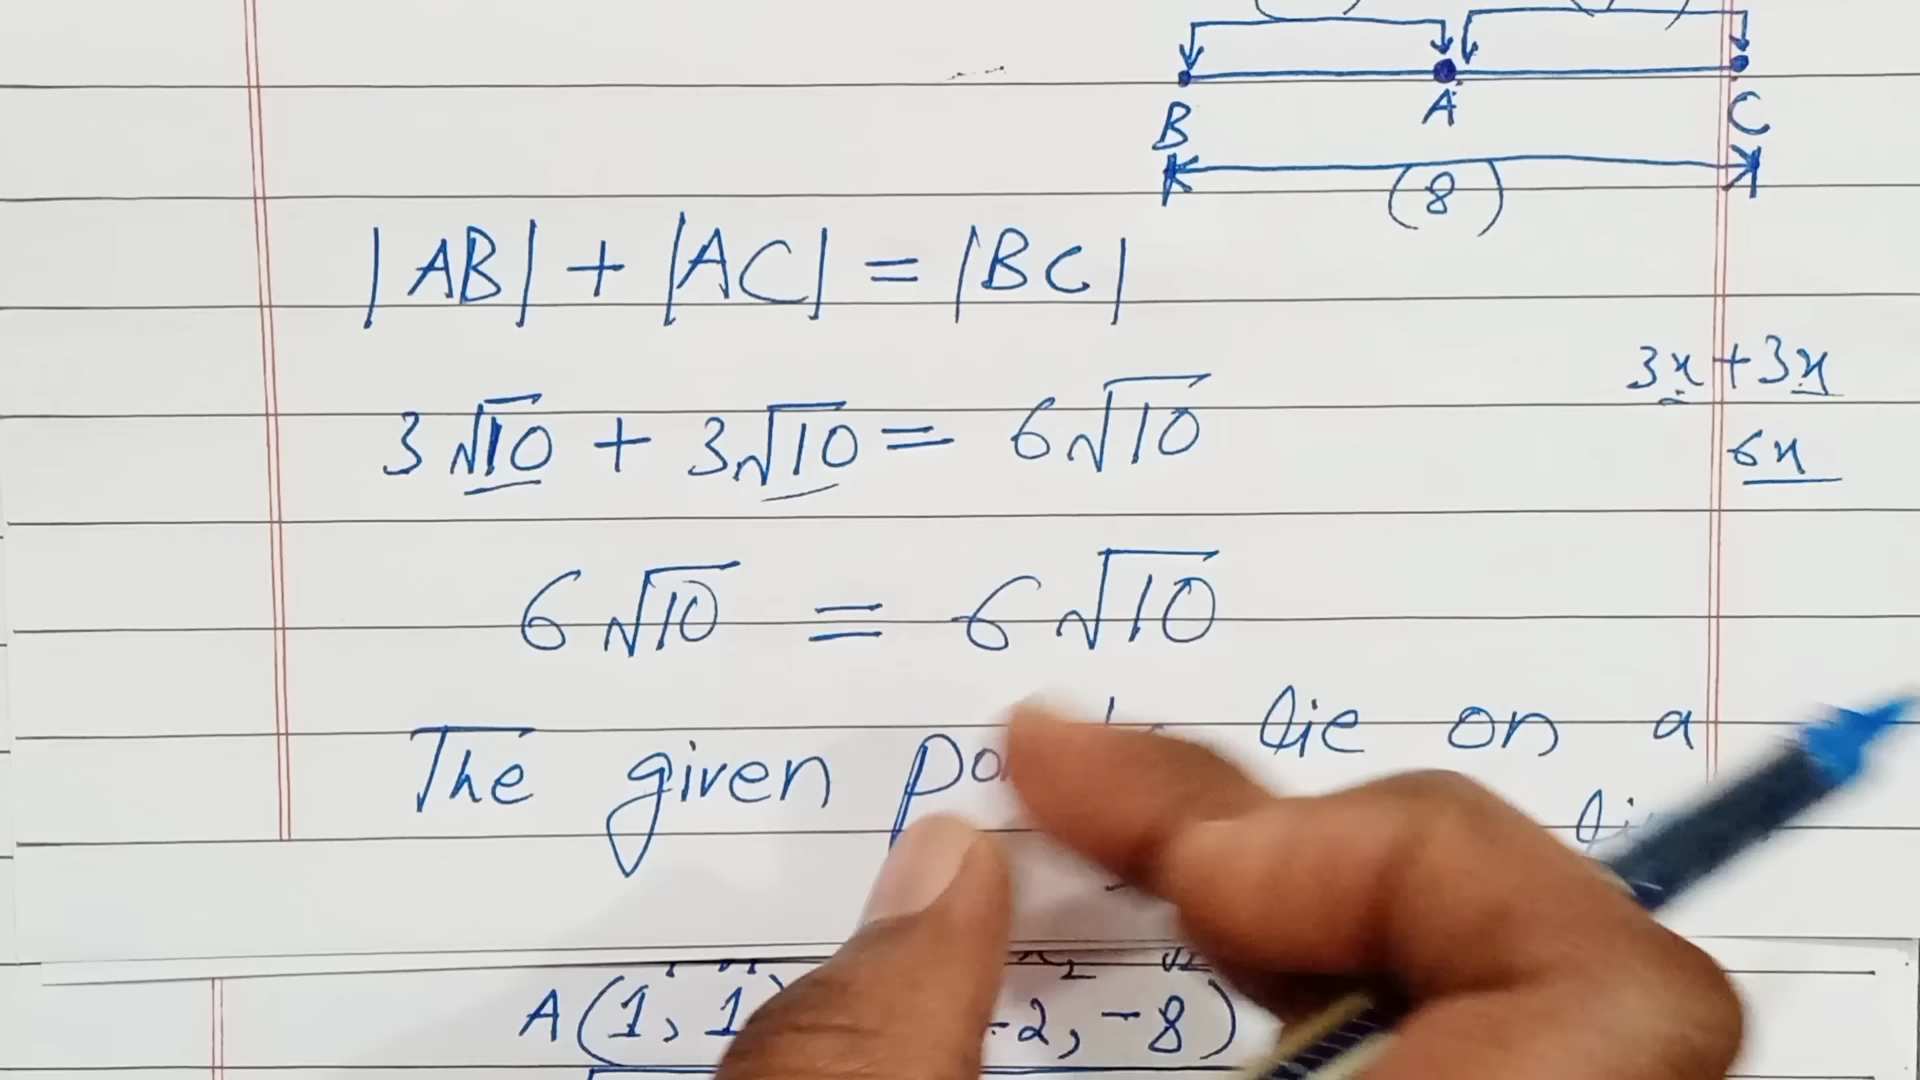 B A C
(8)
|AB| + |AC| = |BC|
3x + 3x
3√10 + 3√10 = 6√10
6x
6√10 = 6√10
The given lie on a
A(1, 1 -2, -8)